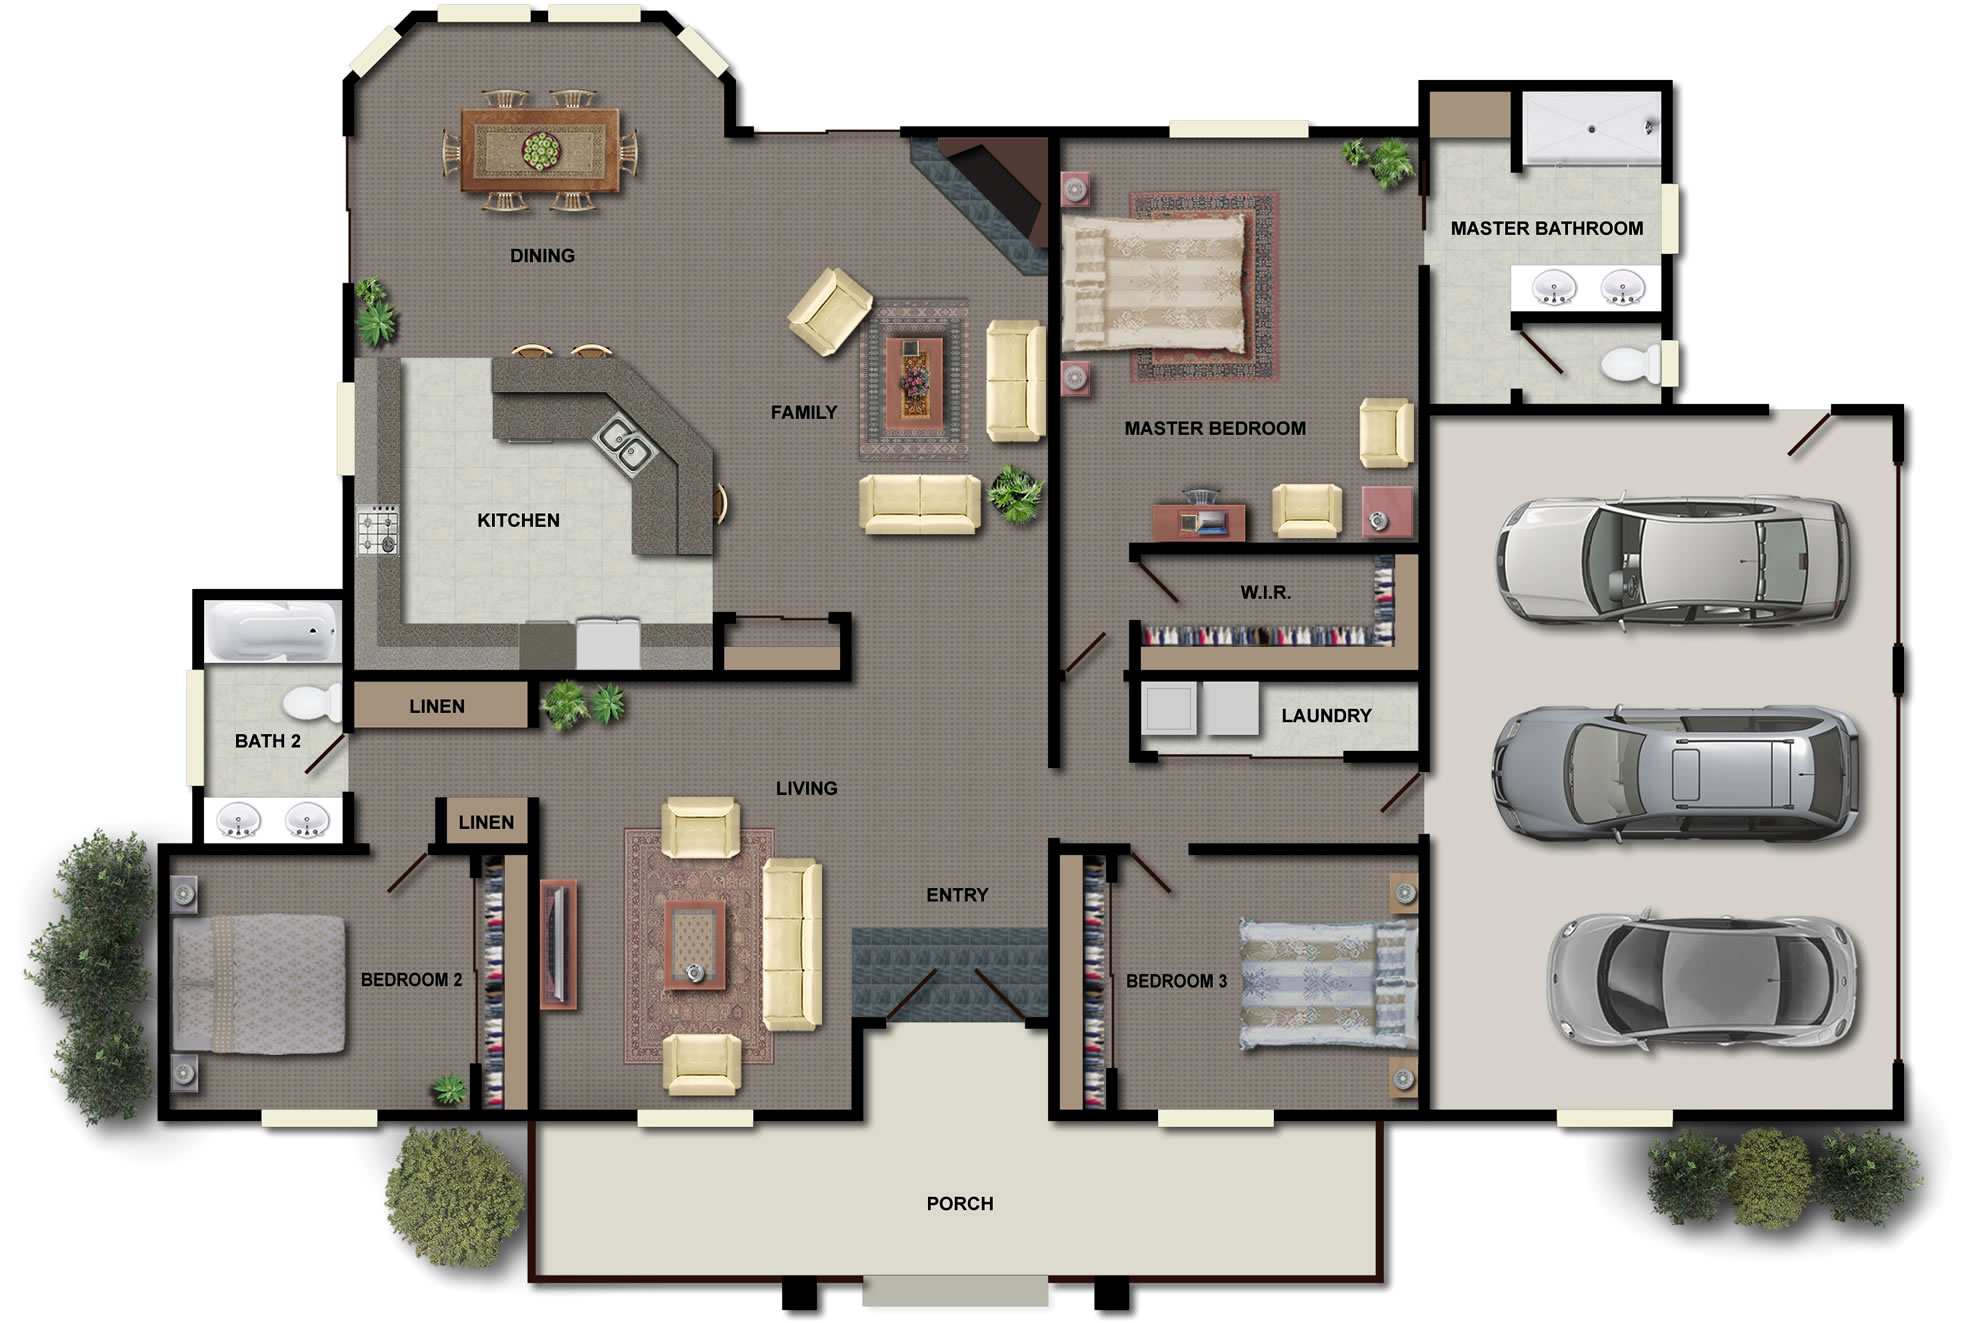 DINING
MASTER BATHROOM
FAMILY
MASTER BEDROOM
KITCHEN
W.I.R.
LINEN
LAUNDRY
BATH 2
LIVING
LINEN
ENTRY
BEDROOM 2
BEDROOM 3
PORCH